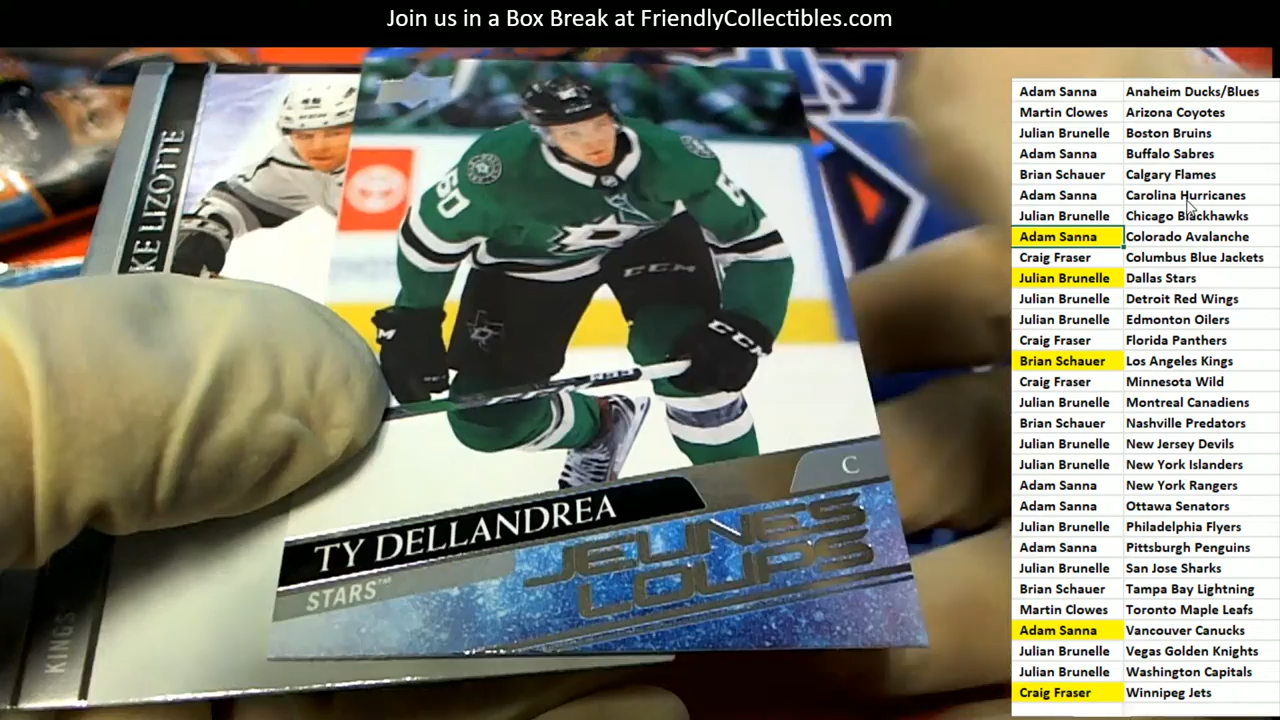 Join us in a Box Break at FriendlyCollectibles.com
Adam Sanna Anaheim Ducks/Blues
Martin Clowes Arizona Coyotes
Julian Brunelle Boston Bruins
Adam Sanna Buffalo Sabres
Brian Schauer Calgary Flames
Adam Sanna Carolina Hurricanes
Julian Brunelle Chicago Blackhawks
Adam Sanna Colorado Avalanche
Craig Fraser Columbus Blue Jackets
Julian Brunelle Dallas Stars
Julian Brunelle Detroit Red Wings
Julian Brunelle Edmonton Oilers
Craig Fraser Florida Panthers
Brian Schauer Los Angeles Kings
Craig Fraser Minnesota Wild
Julian Brunelle Montreal Canadiens
Brian Schauer Nashville Predators
Julian Brunelle New Jersey Devils
Julian Brunelle New York Islanders
Adam Sanna New York Rangers
Adam Sanna Ottawa Senators
Julian Brunelle Philadelphia Flyers
Adam Sanna Pittsburgh Penguins
Julian Brunelle San Jose Sharks
Brian Schauer Tampa Bay Lightning
Martin Clowes Toronto Maple Leafs
Adam Sanna Vancouver Canucks
Julian Brunelle Vegas Golden Knights
Julian Brunelle Washington Capitals
Craig Fraser Winnipeg Jets
KE LIZOTTE
KINGS
46
50
CCM
CCM
C
TY DELLANDREA
STARS™
JEUNES
LOUPS